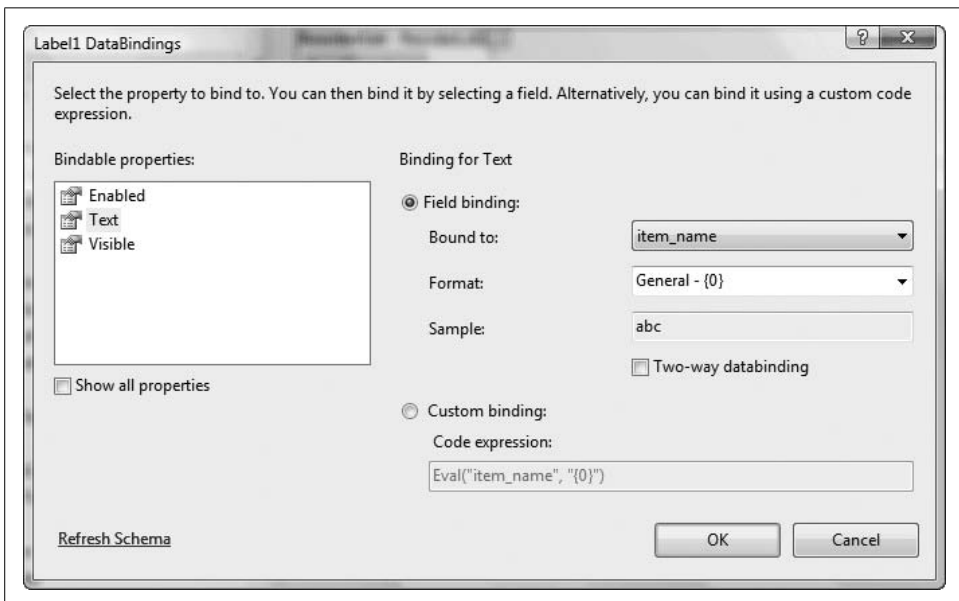 Label1 DataBindings
Select the property to bind to. You can then bind it by selecting a field. Alternatively, you can bind it using a custom code
expression.
Bindable properties:
Enabled
Text
Visible
Show all properties
Binding for Text
Field binding:
Bound to:
item_name
Format:
General - {0}
Sample:
abc
Two-way databinding
Custom binding:
Code expression:
Eval("item_name", "{0}")
Refresh Schema
OK
Cancel